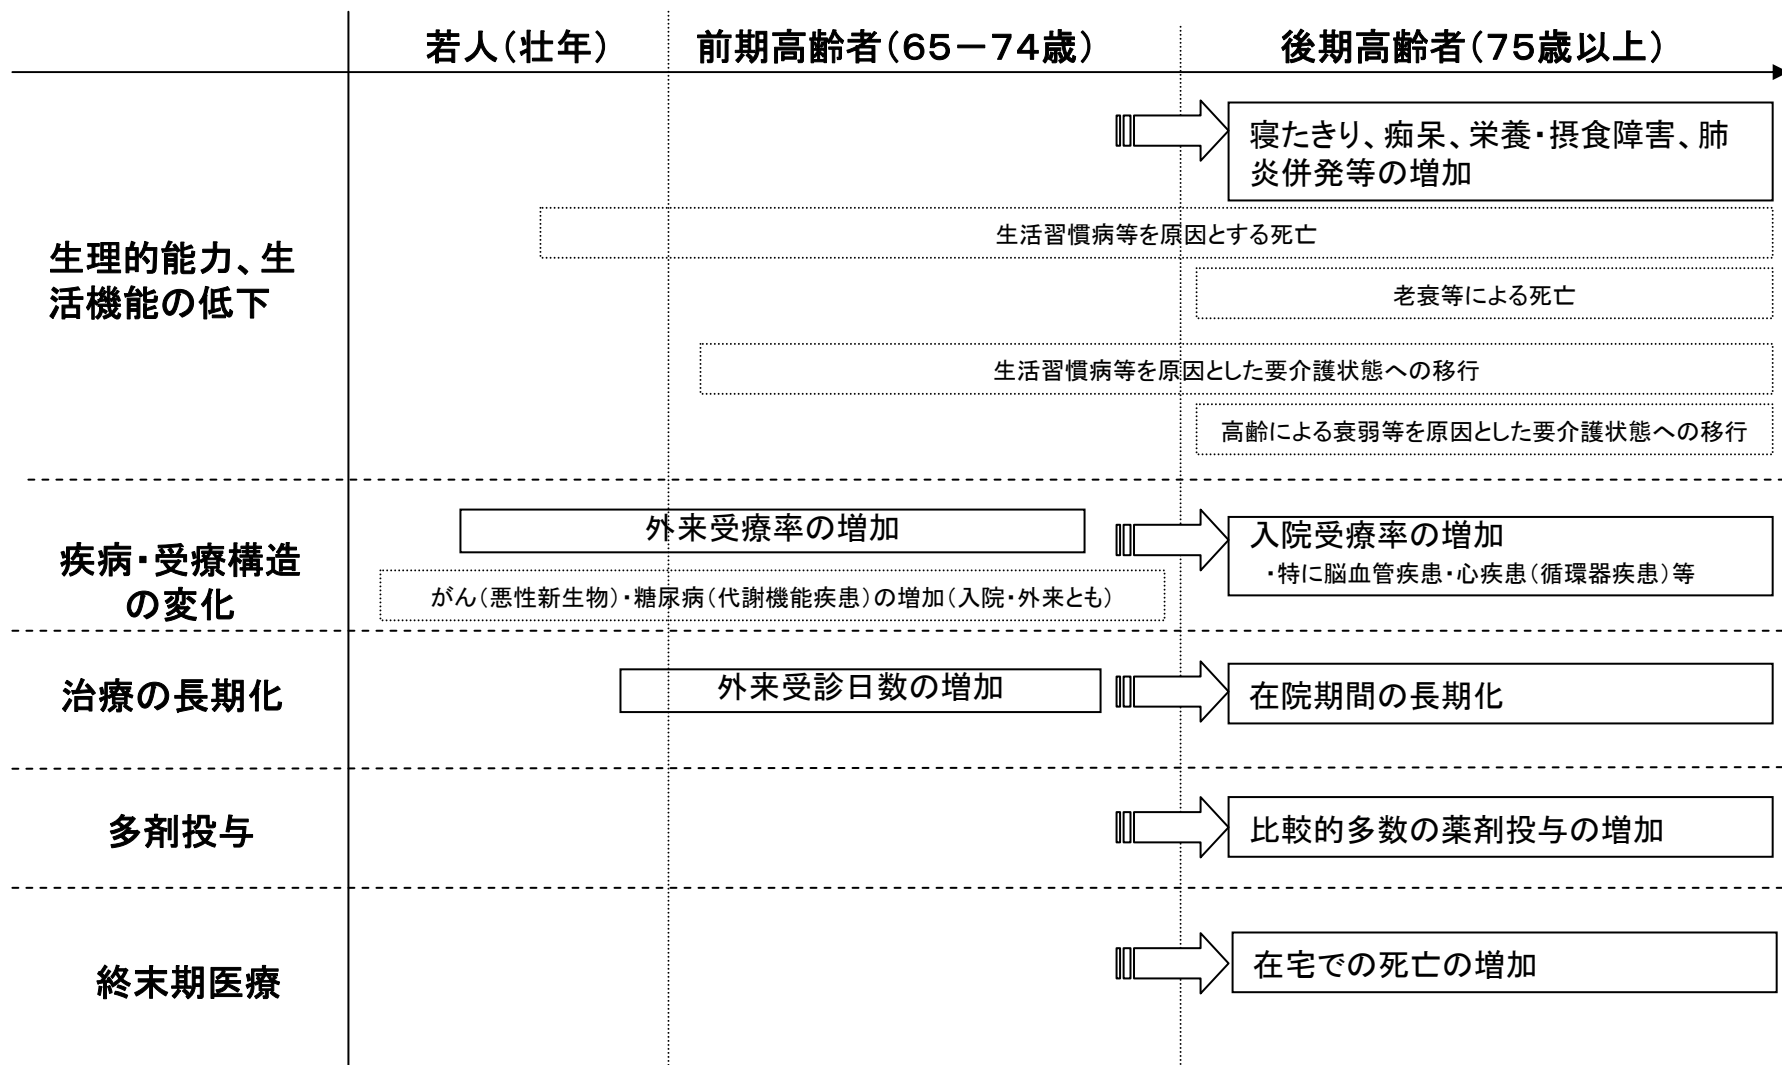 若人（壮年）
前期高齢者（６５－７４歳）
後期高齢者（７５歳以上）
生理的能力、生
活機能の低下
寝たきり、痴呆、栄養・摂食障害、肺
炎併発等の増加
生活習慣病等を原因とする死亡
老衰等による死亡
生活習慣病等を原因とした要介護状態への移行
高齢による衰弱等を原因とした要介護状態への移行
疾病・受療構造
の変化
外来受療率の増加
がん（悪性新生物）・糖尿病（代謝機能疾患）の増加（入院・外来とも）
入院受療率の増加
・特に脳血管疾患・心疾患（循環器疾患）等
治療の長期化
外来受診日数の増加
在院期間の長期化
多剤投与
比較的多数の薬剤投与の増加
終末期医療
在宅での死亡の増加